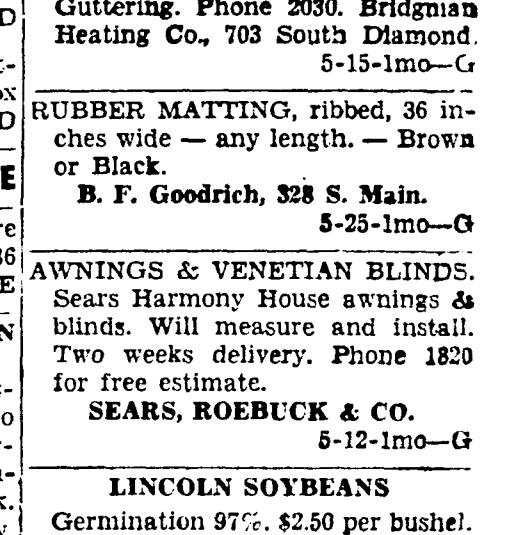 Guttering. Phone 2030. Bridgman
Heating Co., 703 South Diamond.
5-15-1mo—G
RUBBER MATTING, ribbed, 36 in-
ches wide — any length. — Brown
or Black.
B. F. Goodrich, 328 S. Main.
5-25-1mo—G
AWNINGS & VENETIAN BLINDS.
Sears Harmony House awnings &
blinds. Will measure and install.
Two weeks delivery. Phone 1820
for free estimate.
SEARS, ROEBUCK & CO.
5-12-1mo—G
LINCOLN SOYBEANS
Germination 97%. $2.50 per bushel.